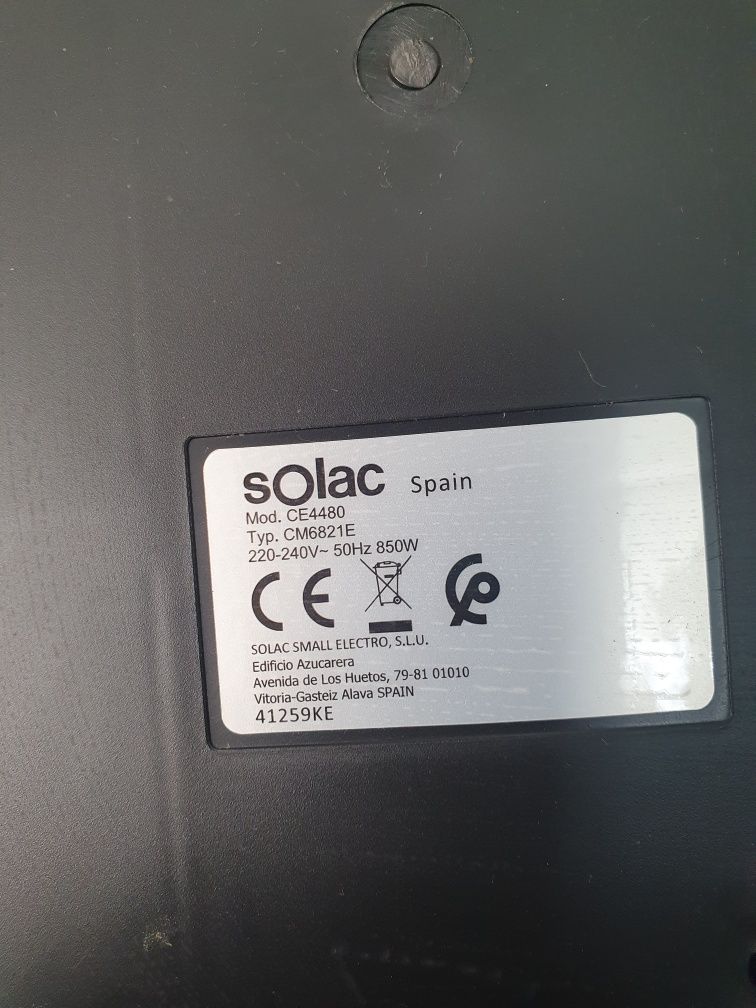 solac Spain
Mod. CE4480
Typ. CM6821E
220-240V~ 50Hz 850W
CE
SOLAC SMALL ELECTRO, S.L.U.
Edificio Azucarera
Avenida de Los Huetos, 79-81 01010
Vitoria-Gasteiz Alava SPAIN
41259KE